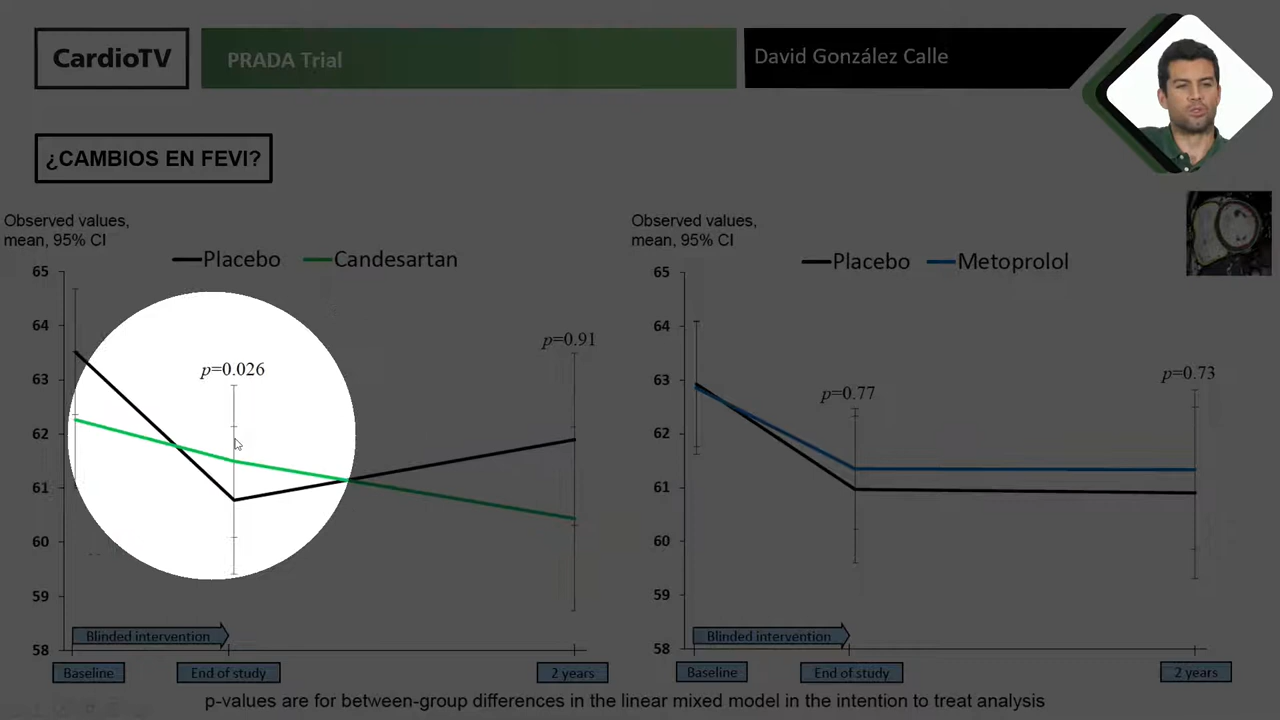 CardioTV
PRADA Trial
David González Calle
¿CAMBIOS EN FEVI?
Observed values,
mean, 95% CI
Placebo
Candesartan
65
64
63
62
61
60
59
58
p=0.026
p=0.91
Blinded intervention
Baseline
End of study
2 years
Observed values,
mean, 95% CI
Placebo
Metoprolol
65
64
63
62
61
60
59
58
p=0.77
p=0.73
Blinded intervention
Baseline
End of study
2 years
p-values are for between-group differences in the linear mixed model in the intention to treat analysis